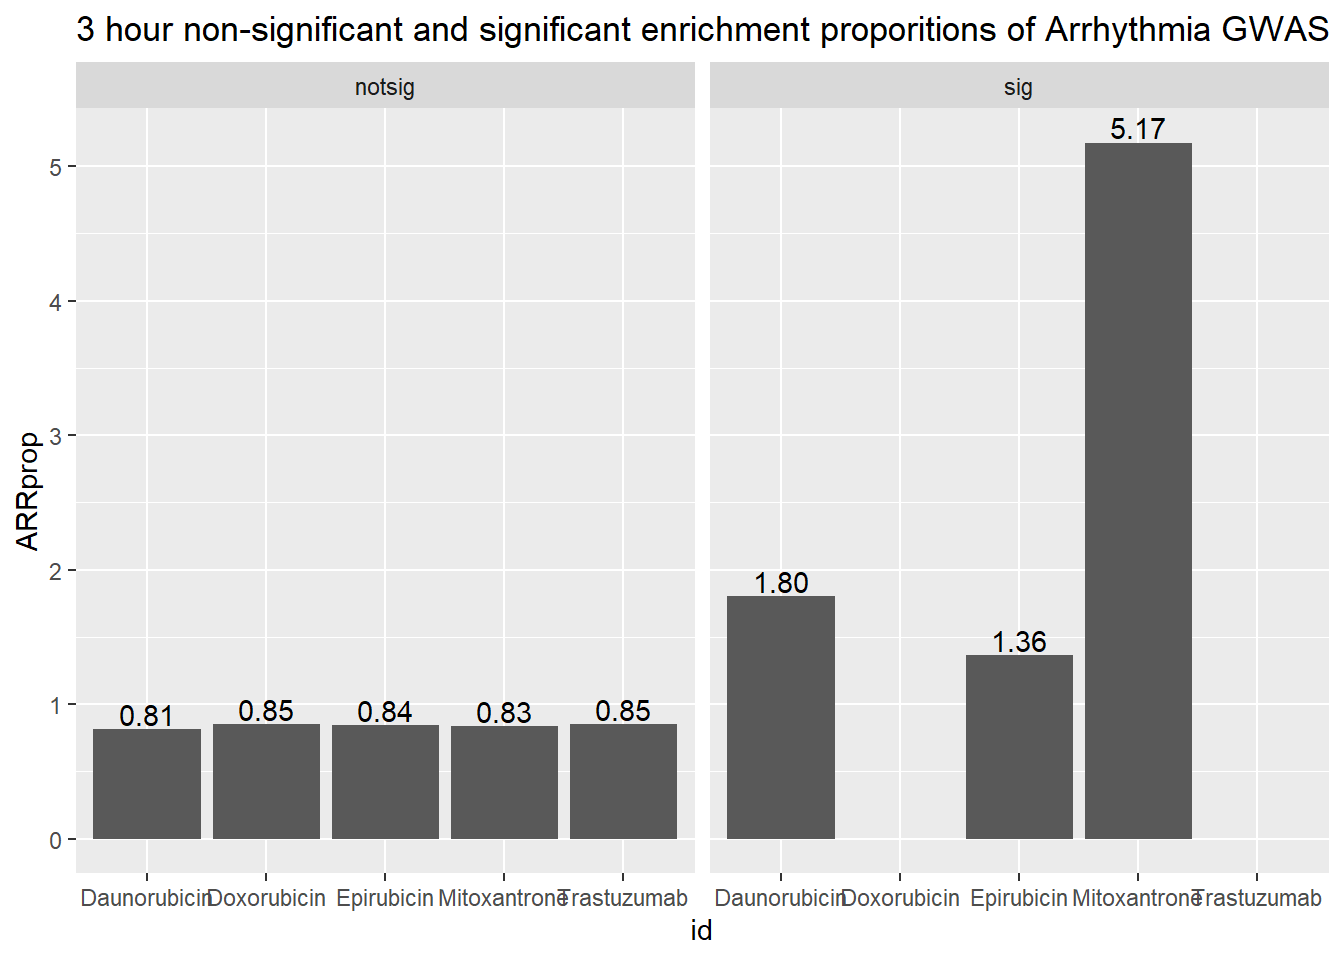 3 hour non-significant and significant enrichment proporitions of Arrhythmia GWAS
notsig
sig
5.17
5
4
3
ARRprop
2
1.80
1.36
1
0.81
0.85
0.84
0.83
0.85
0
Daunorubicin Doxorubicin Epirubicin Mitoxantrone Trastuzumab
Daunorubicin Doxorubicin Epirubicin Mitoxantrone Trastuzumab
id